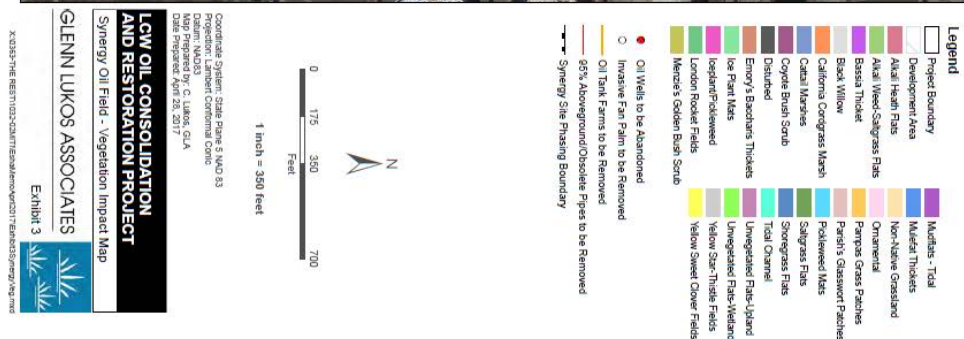 Legend
Project Boundary
Development Area
Alkali Heath Flats
Alkali Weed-Saltgrass Flats
Bassia Thicket
Black Willow
California Cordgrass Marsh
Cattail Marshes
Coyote Brush Scrub
Disturbed
Emory's Baccharis Thickets
Ice Plant Mats
Iceplant/Pickleweed
London Rocket Fields
Menzie's Golden Bush Scrub
Mudflats - Tidal
Mulefat Thickets
Non-Native Grassland
Ornamental
Pampas Grass Patches
Parish's Glasswort Patches
Pickleweed Mats
Saltgrass Flats
Shoregrass Flats
Tidal Channel
Unvegetated Flats-Upland
Unvegetated Flats-Wetland
Yellow Star-Thistle Fields
Yellow Sweet Clover Fields
Oil Wells to be Abandoned
Invasive Fan Palm to be Removed
Oil Tank Farms to be Removed
95% Aboveground/Obsolete Pipes to be Removed
Synergy Site Phasing Boundary
N
0 175 350 700
Feet
1 inch = 350 feet
Coordinate System: State Plane 5 NAD 83
Projection: Lambert Conformal Conic
Datum: NAD83
Map Prepared by: C. Lukos, GLA
Date Prepared: April 28, 2017
LCW OIL CONSOLIDATION
AND RESTORATION PROJECT
Synergy Oil Field - Vegetation Impact Map
GLENN LUKOS ASSOCIATES
Exhibit 3